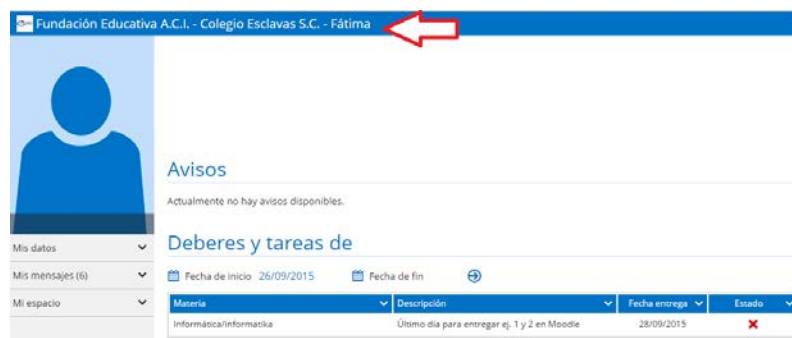 Fundación Educativa A.C.I. - Colegio Esclavas S.C. - Fátima
Avisos
Actualmente no hay avisos disponibles.
Mis datos
Mis mensajes (6)
Mi espacio
Deberes y tareas de
Fecha de inicio 26/09/2015 Fecha de fin
Materia Descripción Fecha entrega Estado
Informática/informatika Último día para entregar ej. 1 y 2 en Moodle 28/09/2015